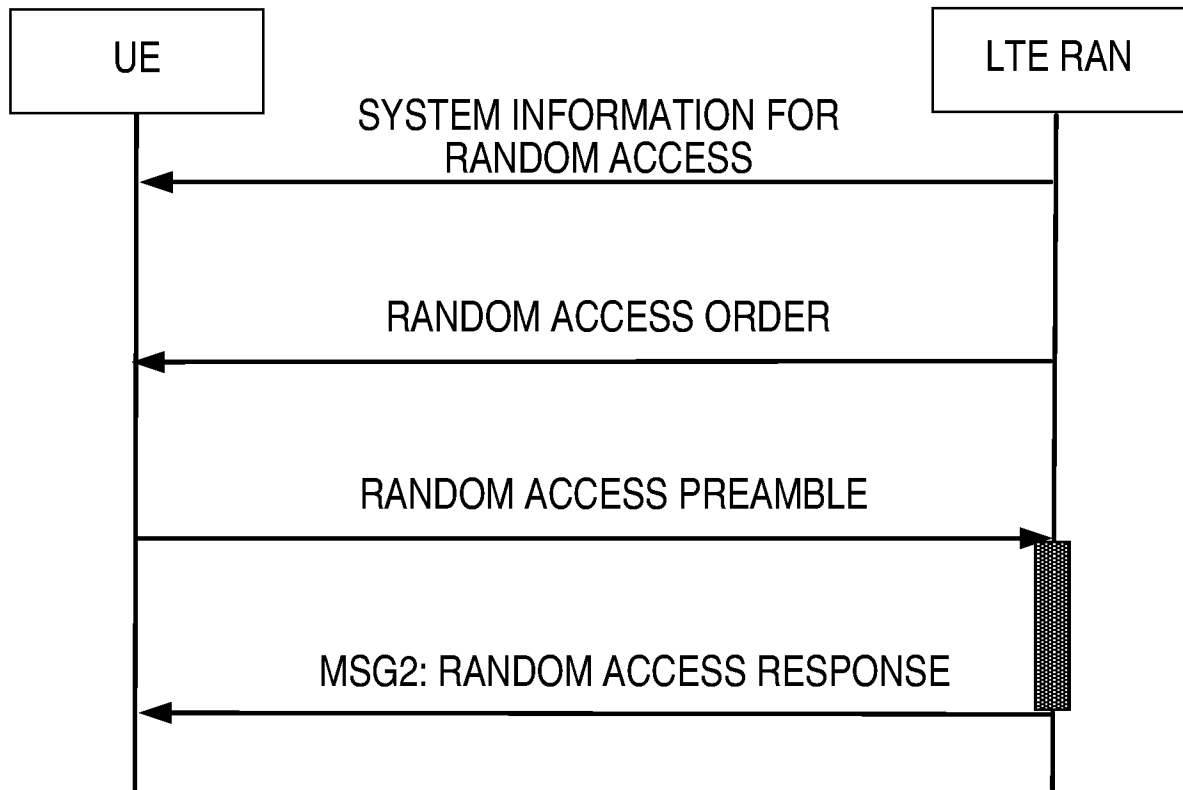 UE
LTE RAN
SYSTEM INFORMATION FOR
RANDOM ACCESS
RANDOM ACCESS ORDER
RANDOM ACCESS PREAMBLE
MSG2: RANDOM ACCESS RESPONSE